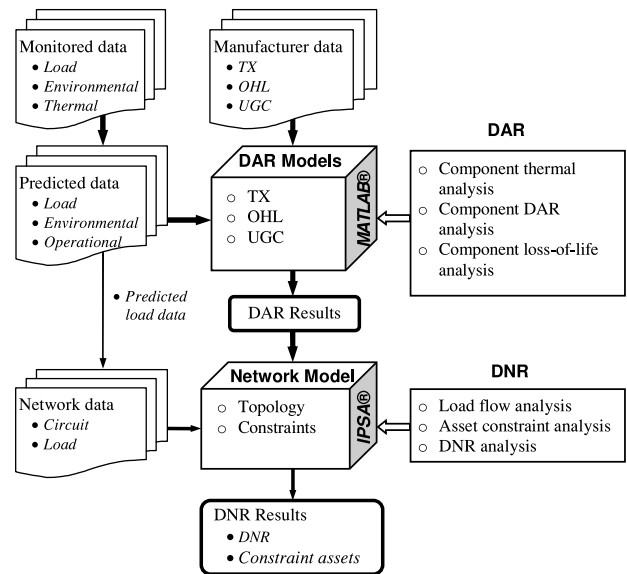 Monitored data
• Load
• Environmental
• Thermal
Manufacturer data
• TX
• OHL
• UGC
Predicted data
• Load
• Environmental
• Operational
DAR Models
○ TX
○ OHL
○ UGC
MATLAB®
DAR
○ Component thermal
analysis
○ Component DAR
analysis
○ Component loss-of-life
analysis
• Predicted
load data
DAR Results
Network data
• Circuit
• Load
Network Model
○ Topology
○ Constraints
IPSA®
DNR
○ Load flow analysis
○ Asset constraint analysis
○ DNR analysis
DNR Results
• DNR
• Constraint assets